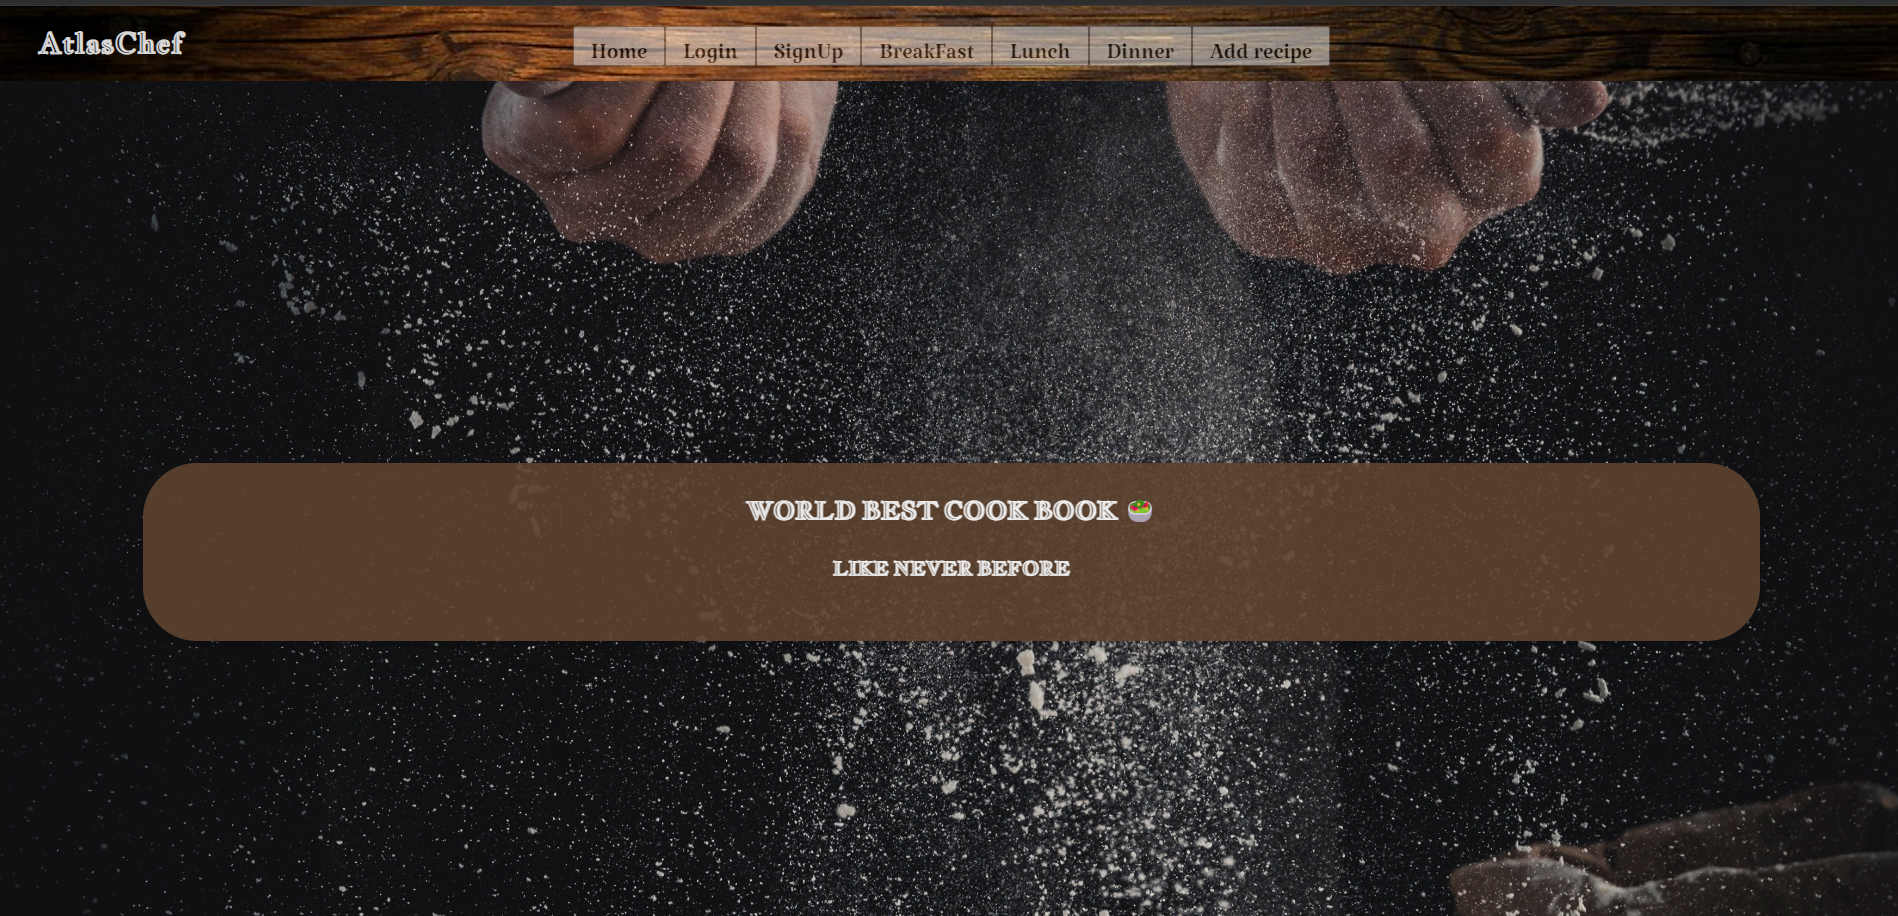 AtlasChef
Home Login SignUp BreakFast Lunch Dinner Add recipe
WORLD BEST COOK BOOK 🥗
LIKE NEVER BEFORE